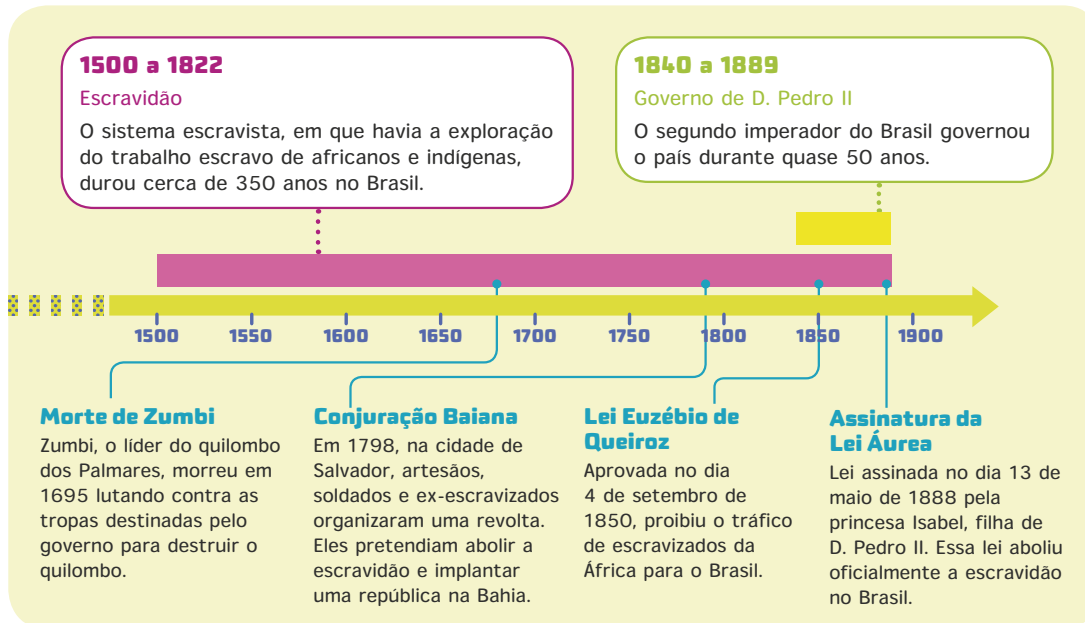 1500 a 1822
Escravidão
O sistema escravista, em que havia a exploração
do trabalho escravo de africanos e indígenas,
durou cerca de 350 anos no Brasil.
1840 a 1889
Governo de D. Pedro II
O segundo imperador do Brasil governou
o país durante quase 50 anos.
1500 1550 1600 1650 1700 1750 1800 1850 1900
Morte de Zumbi
Zumbi, o líder do quilombo
dos Palmares, morreu em
1695 lutando contra as
tropas destinadas pelo
governo para destruir o
quilombo.
Conjuração Baiana
Em 1798, na cidade de
Salvador, artesãos,
soldados e ex-escravizados
organizaram uma revolta.
Eles pretendiam abolir a
escravidão e implantar
uma república na Bahia.
Lei Euzébio de
Queiroz
Aprovada no dia
4 de setembro de
1850, proibiu o tráfico
de escravizados da
África para o Brasil.
Assinatura da
Lei Áurea
Lei assinada no dia 13 de
maio de 1888 pela
princesa Isabel, filha de
D. Pedro II. Essa lei aboliu
oficialmente a escravidão
no Brasil.